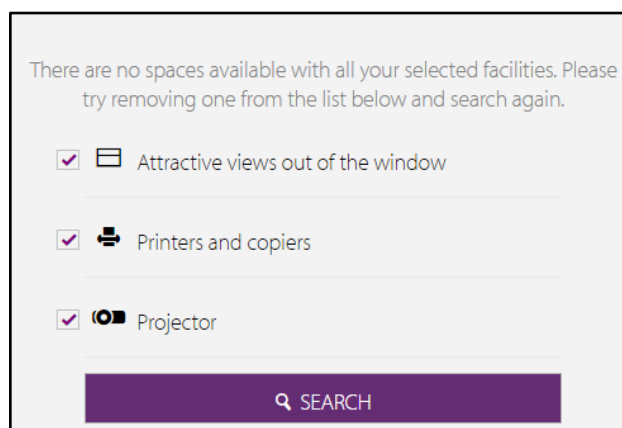 There are no spaces available with all your selected facilities. Please
try removing one from the list below and search again.
Attractive views out of the window
Printers and copiers
Projector
SEARCH